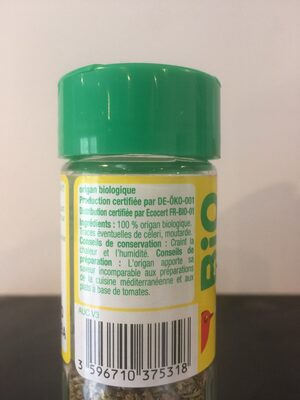 origan biologique
Production certifiée par DE-ÖKO-001
Distribution certifiée par Ecocert FR-BIO-01
Ingrédients : 100 % origan biologique.
Traces éventuelles de céleri, moutarde.
Conseils de conservation : Craint la
chaleur et l'humidité. Conseils de
préparation : L'origan apporte sa
saveur incomparable aux préparations
de la cuisine méditerranéenne et aux
plats à base de tomates.
AUC V3
3 596710 375318
BiO